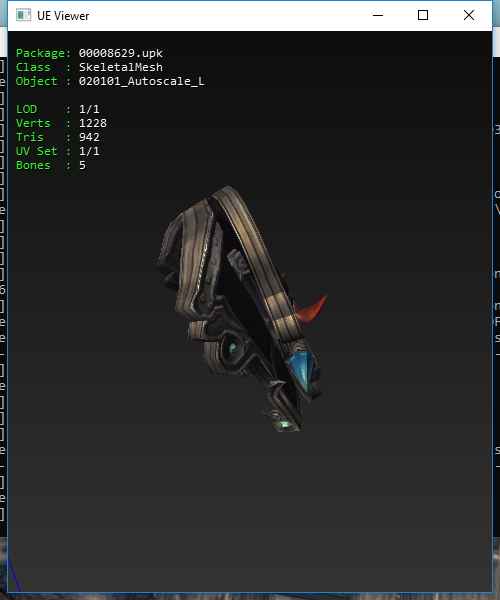 UE Viewer
Package: 00008629.upk
Class : SkeletalMesh
Object : 020101_Autoscale_L
LOD : 1/1
Verts : 1228
Tris : 942
UV Set : 1/1
Bones : 5